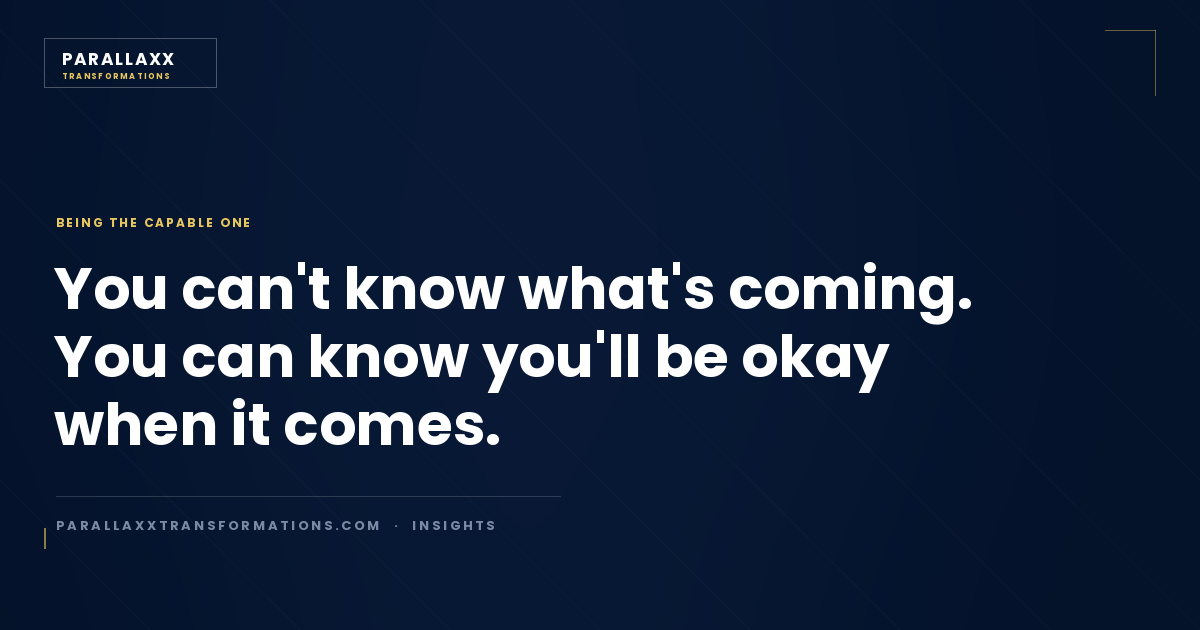 PARALLAXX
TRANSFORMATIONS
BEING THE CAPABLE ONE
You can't know what's coming.
You can know you'll be okay
when it comes.
PARALLAXXTRANSFORMATIONS.COM · INSIGHTS